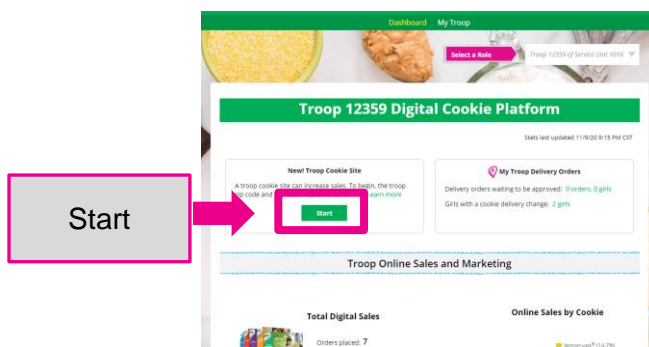 Dashboard My Troop
Select a Role Troop 12359 of Service Unit 1016
Troop 12359 Digital Cookie Platform
Stats last updated 11/9/20 9:15 PM CST
New! Troop Cookie Site
A troop cookie site can increase sales. To begin, the troop
zip code and
Learn more
Start
My Troop Delivery Orders
Delivery orders waiting to be approved: 0 orders, 0 girls
Girls with a cookie delivery change: 2 girls
Start
Troop Online Sales and Marketing
Total Digital Sales
Orders placed: 7
Online Sales by Cookie